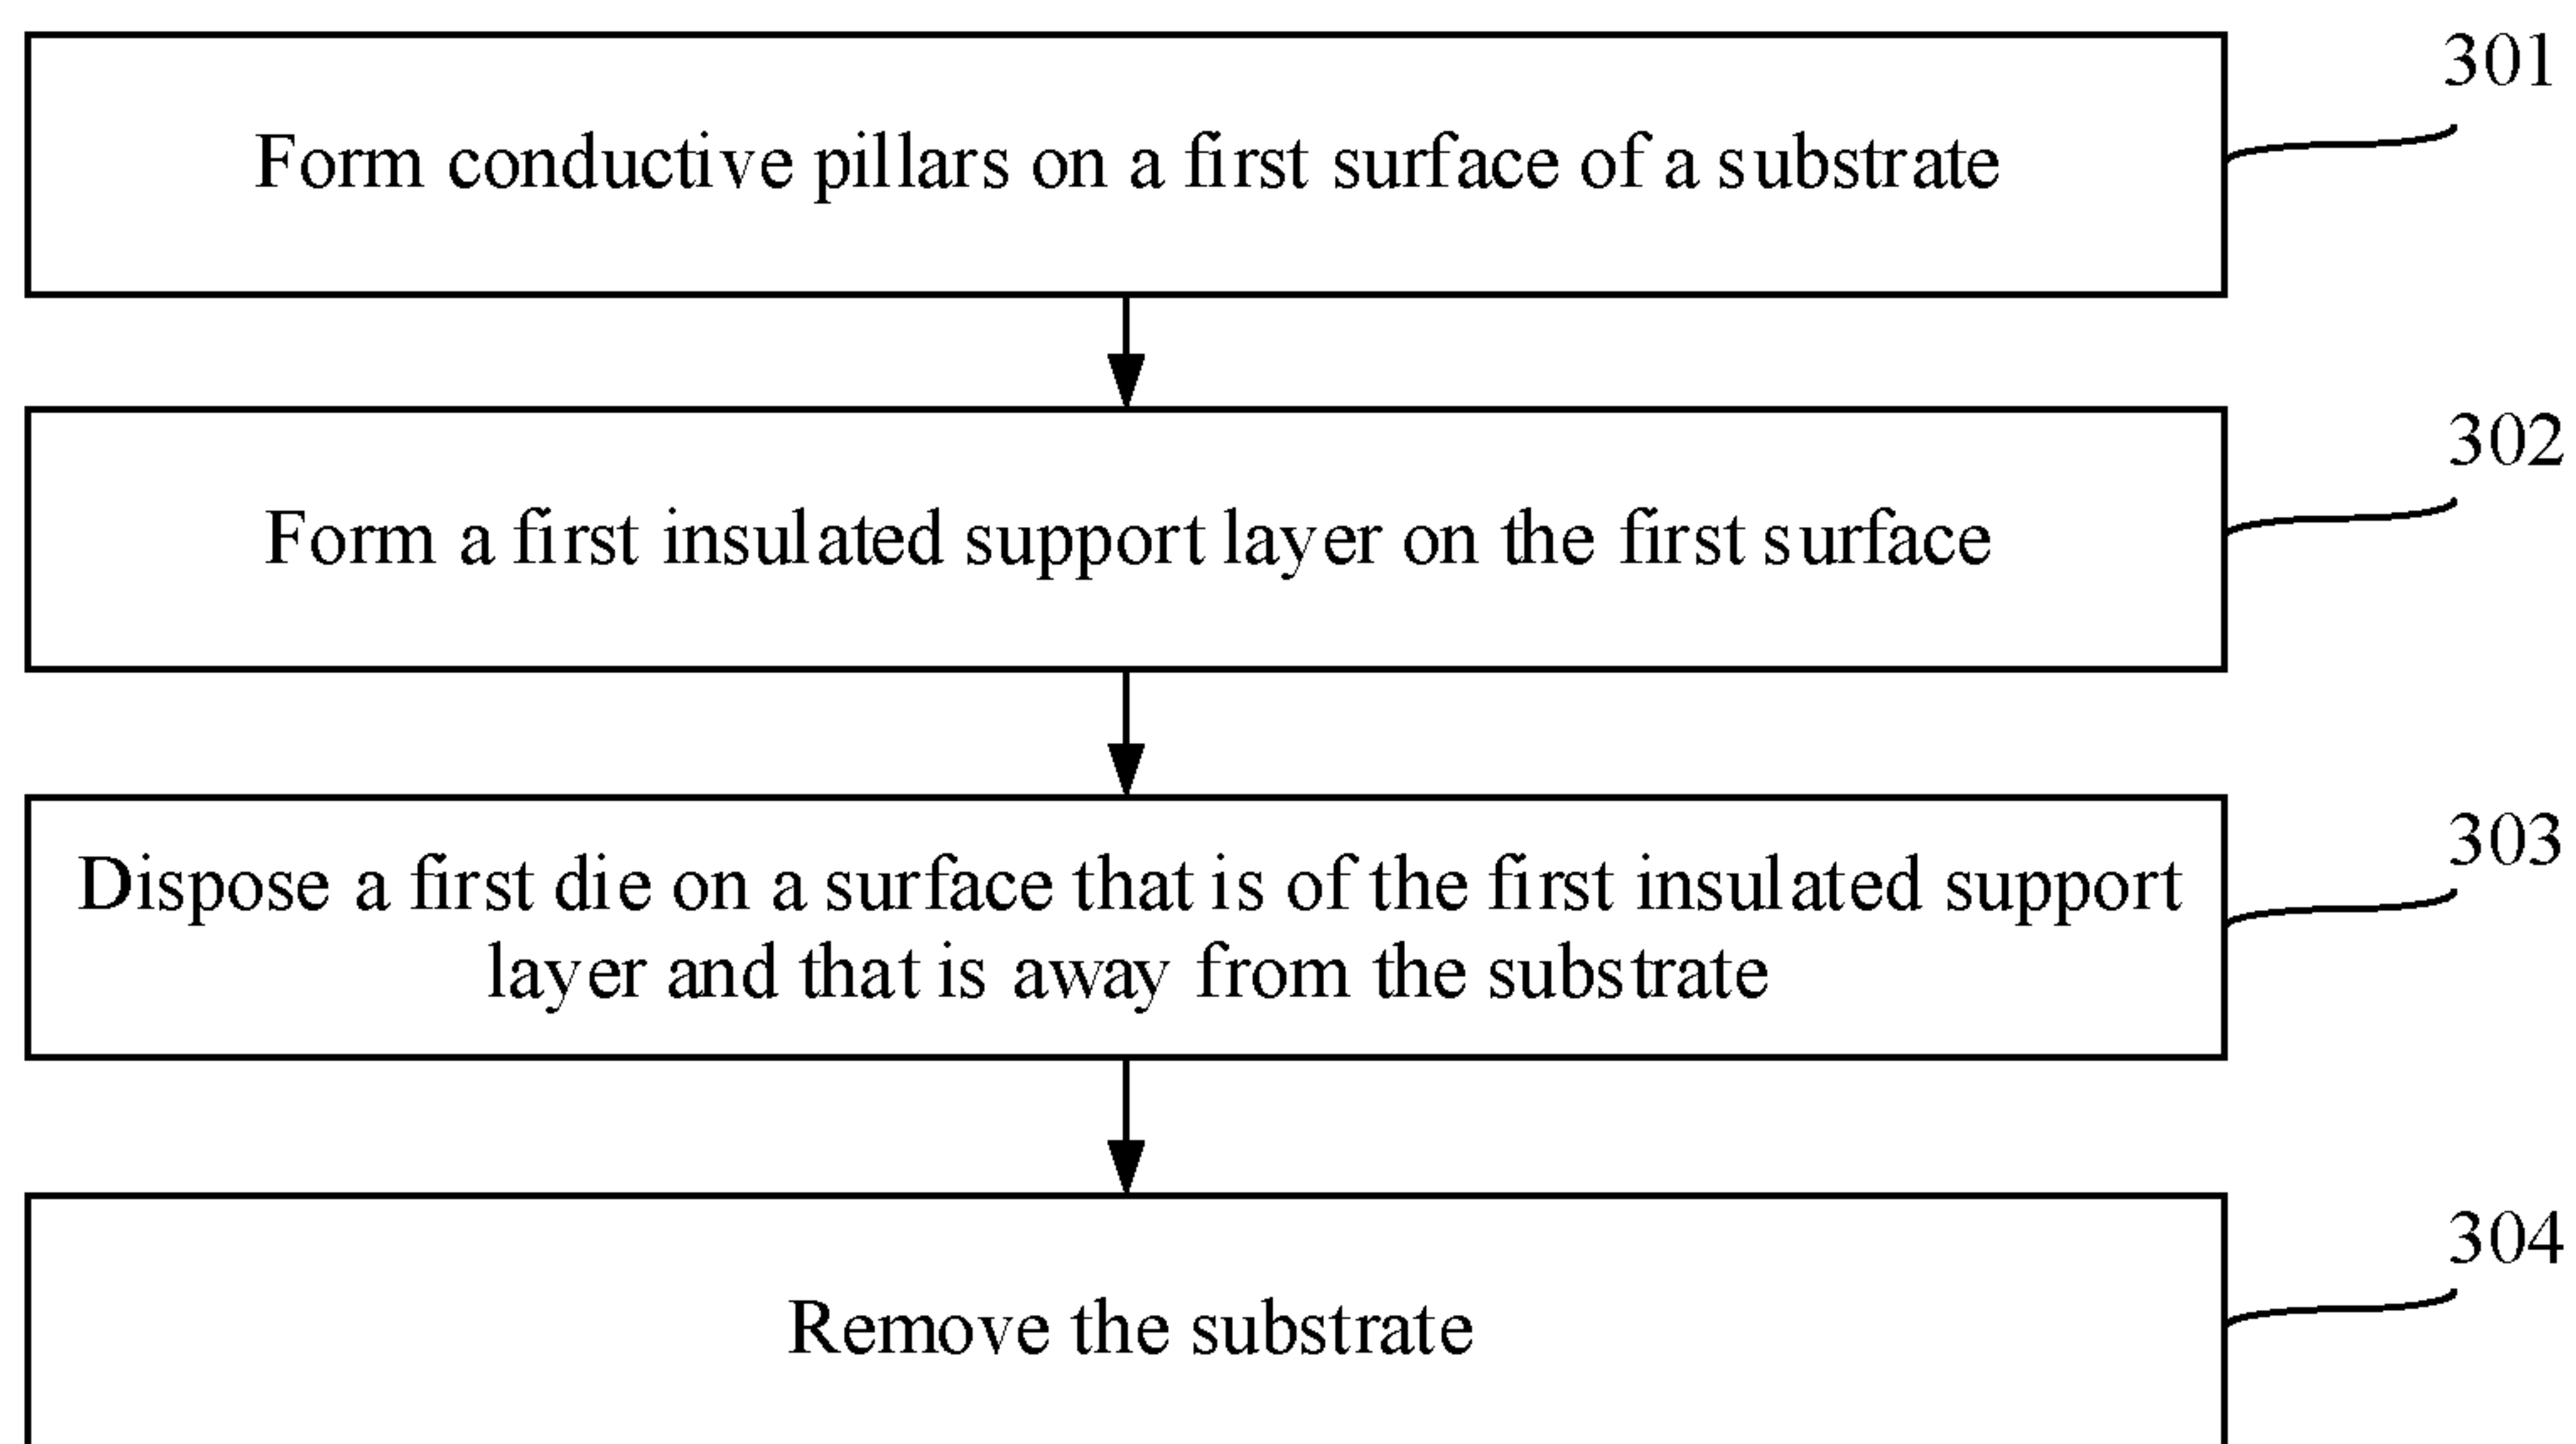 301
Form conductive pillars on a first surface of a substrate
302
Form a first insulated support layer on the first surface
303
Dispose a first die on a surface that is of the first insulated support
layer and that is away from the substrate
304
Remove the substrate